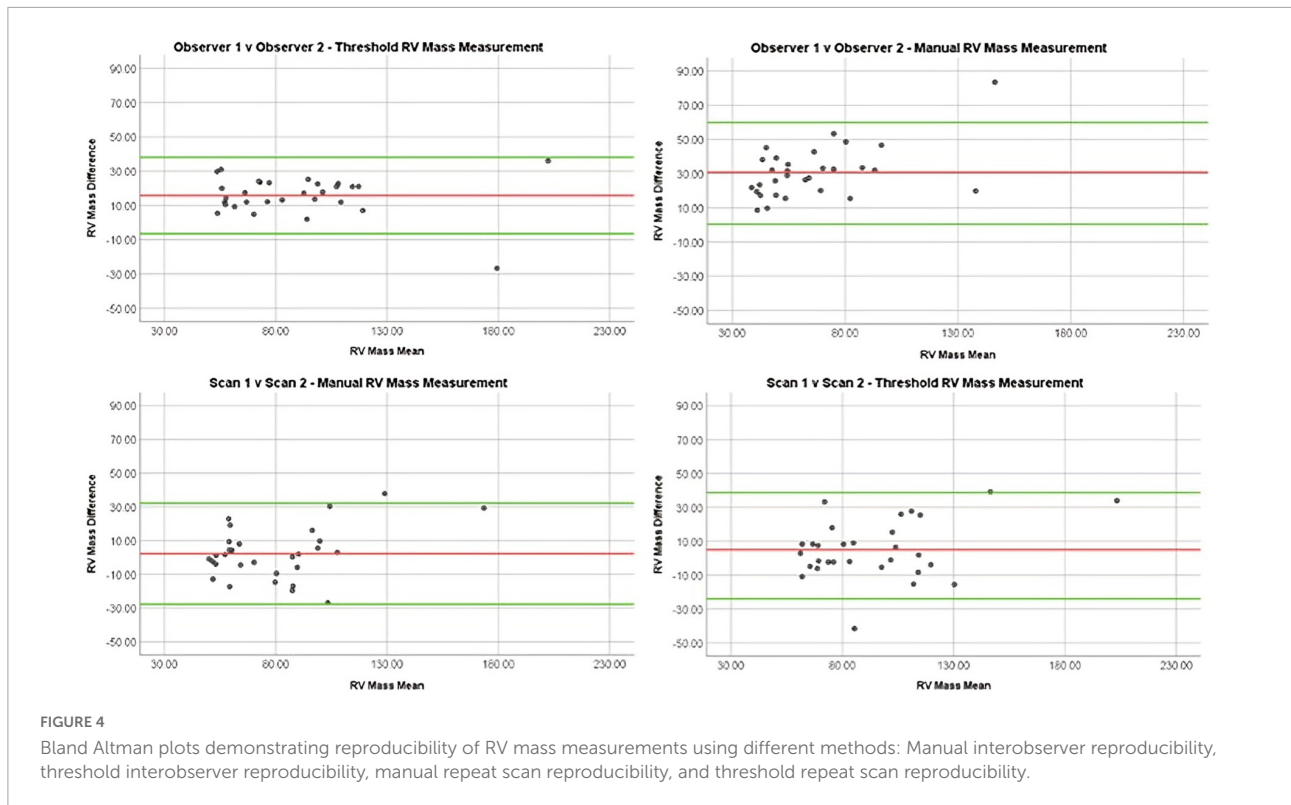 Observer 1 v Observer 2 - Threshold RV Mass Measurement
90.00
70.00
50.00
30.00
10.00
-10.00
-30.00
-50.00
RV Mass Difference
30.00 80.00 130.00 180.00 230.00
RV Mass Mean
Observer 1 v Observer 2 - Manual RV Mass Measurement
90.00
70.00
50.00
30.00
10.00
-10.00
-30.00
-50.00
RV Mass Difference
30.00 80.00 130.00 180.00 230.00
RV Mass Mean
Scan 1 v Scan 2 - Manual RV Mass Measurement
90.00
70.00
50.00
30.00
10.00
-10.00
-30.00
-50.00
RV Mass Difference
30.00 80.00 130.00 180.00 230.00
RV Mass Mean
Scan 1 v Scan 2 - Threshold RV Mass Measurement
90.00
70.00
50.00
30.00
10.00
-10.00
-30.00
-50.00
RV Mass Difference
30.00 80.00 130.00 180.00 230.00
RV Mass Mean
FIGURE 4
Bland Altman plots demonstrating reproducibility of RV mass measurements using different methods: Manual interobserver reproducibility,
threshold interobserver reproducibility, manual repeat scan reproducibility, and threshold repeat scan reproducibility.